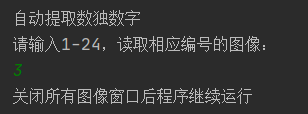 自动提取数独数字
请输入1-24，读取相应编号的图像：
3
关闭所有图像窗口后程序继续运行